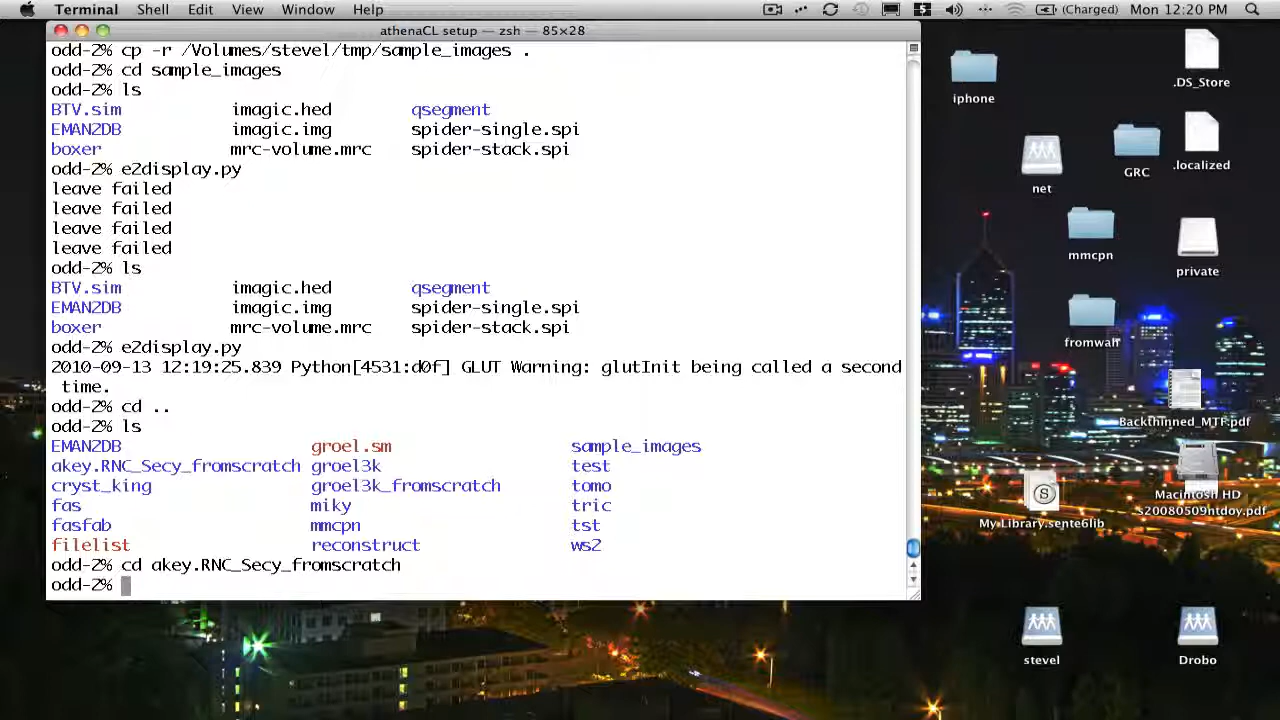 Terminal Shell Edit View Window Help (Charged) Mon 12:20 PM
athenaCL setup — zsh — 85×28
odd-2% cp -r /Volumes/stevel/tmp/sample_images .
odd-2% cd sample_images
odd-2% ls
BTV.sim imagic.hed qsegment
EMAN2DB imagic.img spider-single.spi
boxer mrc-volume.mrc spider-stack.spi
odd-2% e2display.py
leave failed
leave failed
leave failed
leave failed
odd-2% ls
BTV.sim imagic.hed qsegment
EMAN2DB imagic.img spider-single.spi
boxer mrc-volume.mrc spider-stack.spi
odd-2% e2display.py
2010-09-13 12:19:25.839 Python[4531:d0f] GLUT Warning: glutInit being called a second
time.
odd-2% cd ..
odd-2% ls
EMAN2DB groel.sm sample_images
akey.RNC_Secy_fromscratch groel3k test
cryst_king groel3k_fromscratch tomo
fas miky tric
fasfab mmcpn tst
filelist reconstruct ws2
odd-2% cd akey.RNC_Secy_fromscratch
odd-2%
iphone
.DS_Store
net
GRC
.localized
mmcpn
private
fromwah
Backthinned_MTF.pdf
Macintosh HD
s20080509ntdoy.pdf
My Library.sente6lib
stevel
Drobo